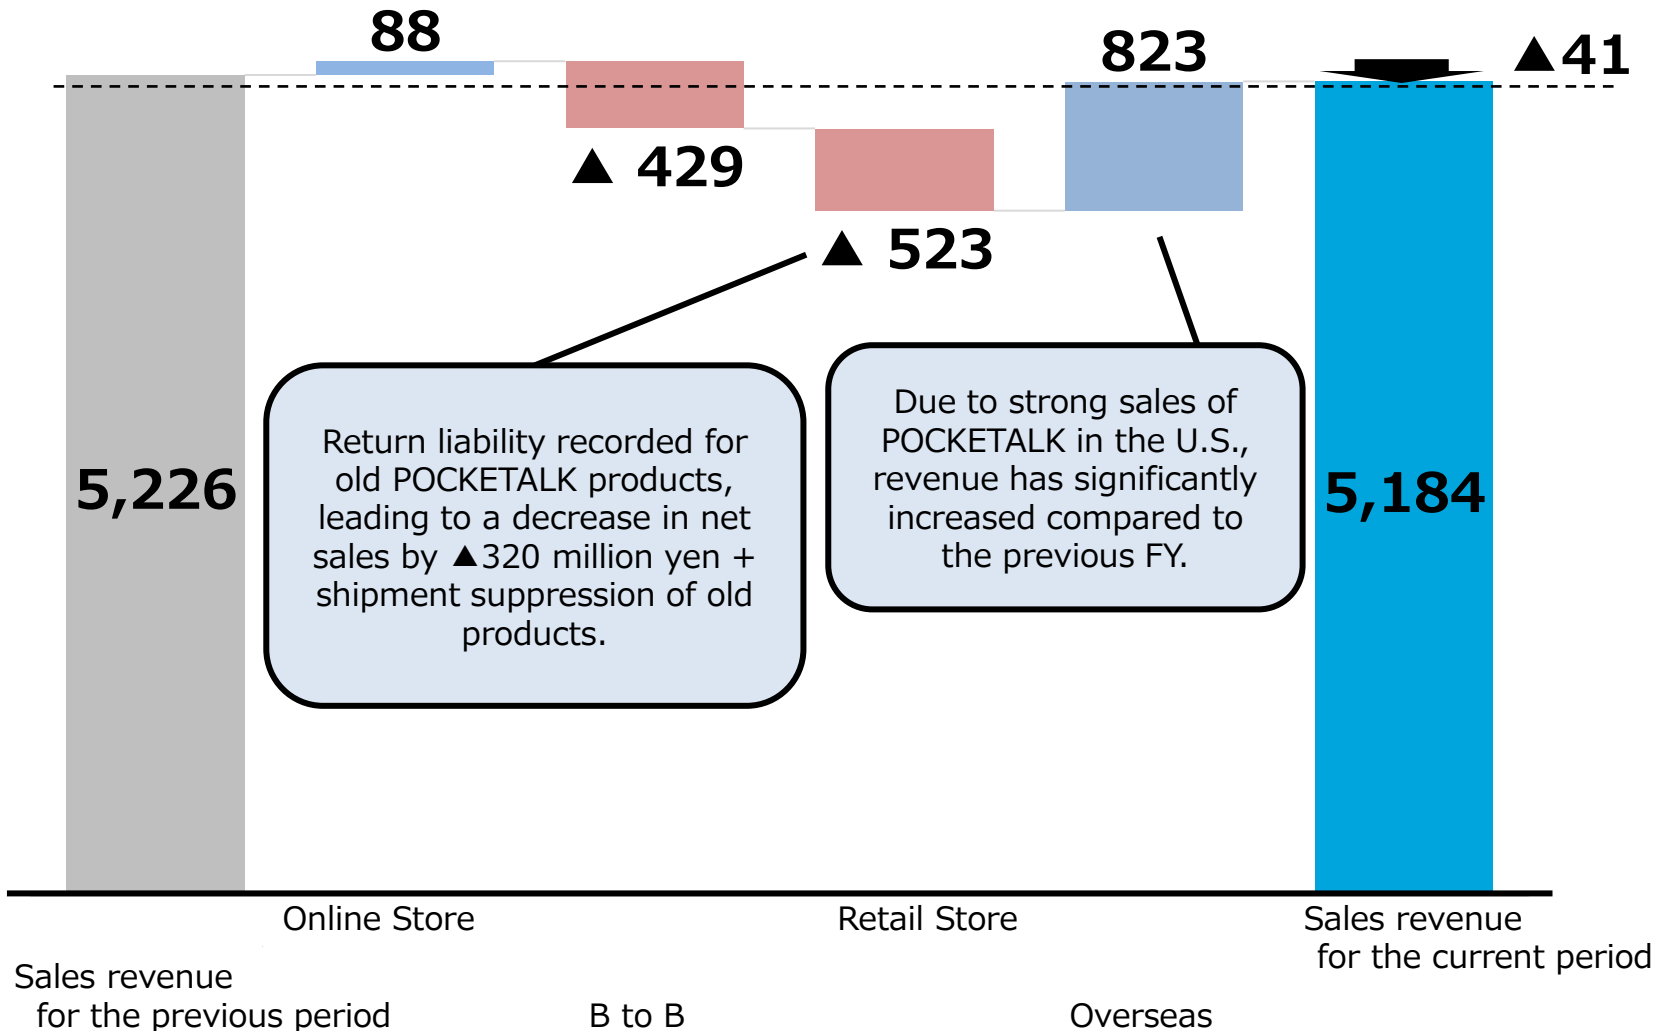 88
823
▲41
▲ 429
▲ 523
5,226
Return liability recorded for
old POCKETALK products,
leading to a decrease in net
sales by ▲320 million yen +
shipment suppression of old
products.
Due to strong sales of
POCKETALK in the U.S.,
revenue has significantly
increased compared to
the previous FY.
5,184
Online Store
Retail Store
Sales revenue
for the current period
Sales revenue
for the previous period
B to B
Overseas